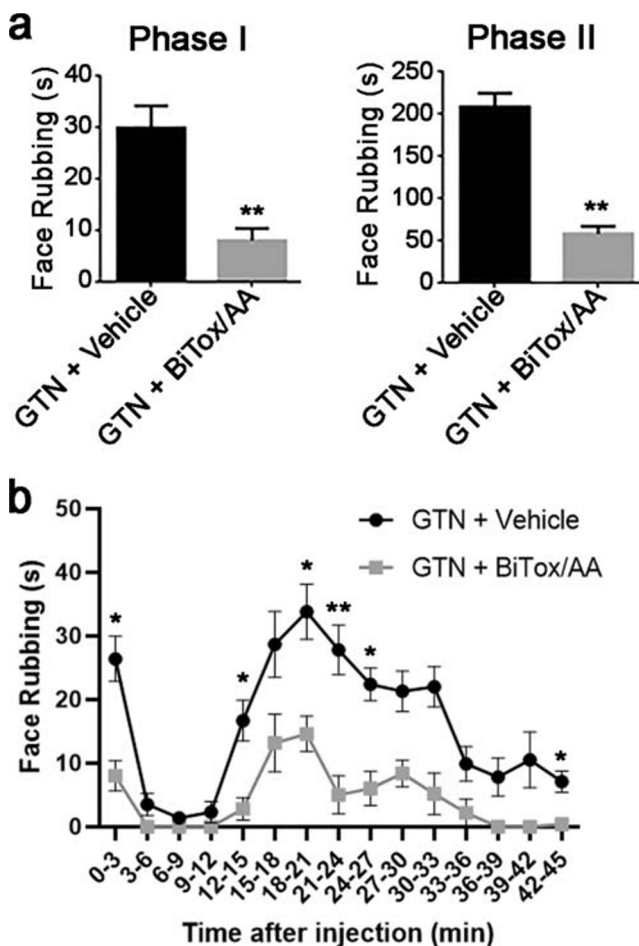 a
Phase I
Face Rubbing (s)
40
30
20
10
0
**
GTN + Vehicle
GTN + BiTox/AA
Phase II
Face Rubbing (s)
250
200
150
100
50
0
**
GTN + Vehicle
GTN + BiTox/AA
b
Face Rubbing (s)
50
40
30
20
10
0
GTN + Vehicle
GTN + BiTox/AA
*
*
*
**
*
*
0-3
3-6
6-9
9-12
12-15
15-18
18-21
21-24
24-27
27-30
30-33
33-36
36-39
39-42
42-45
Time after injection (min)